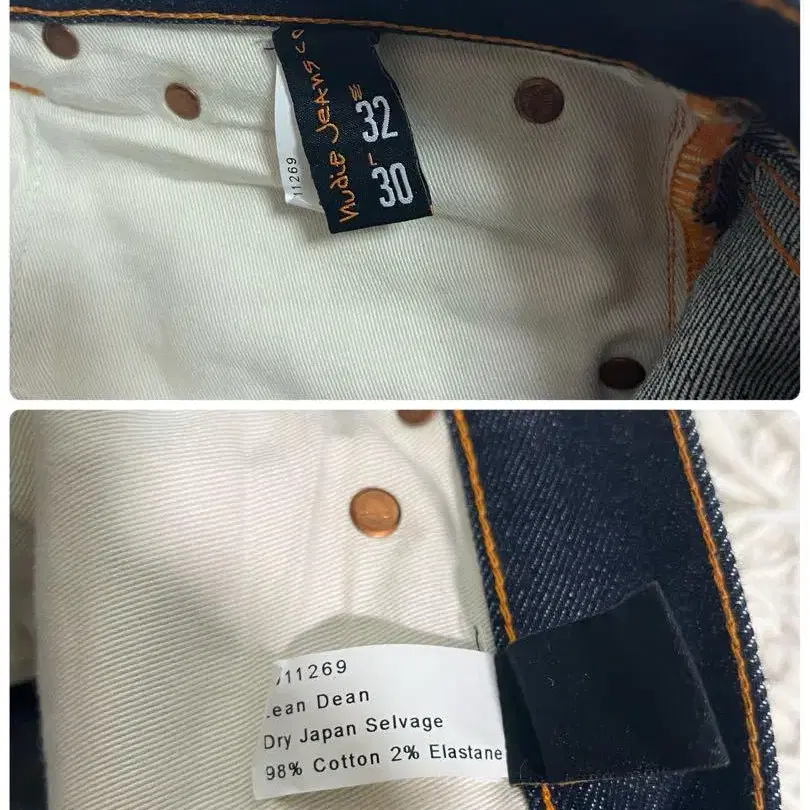 nudie Jeans co
W
32
L
30
11269
11269
ean Dean
Dry Japan Selvage
98% Cotton 2% Elastane